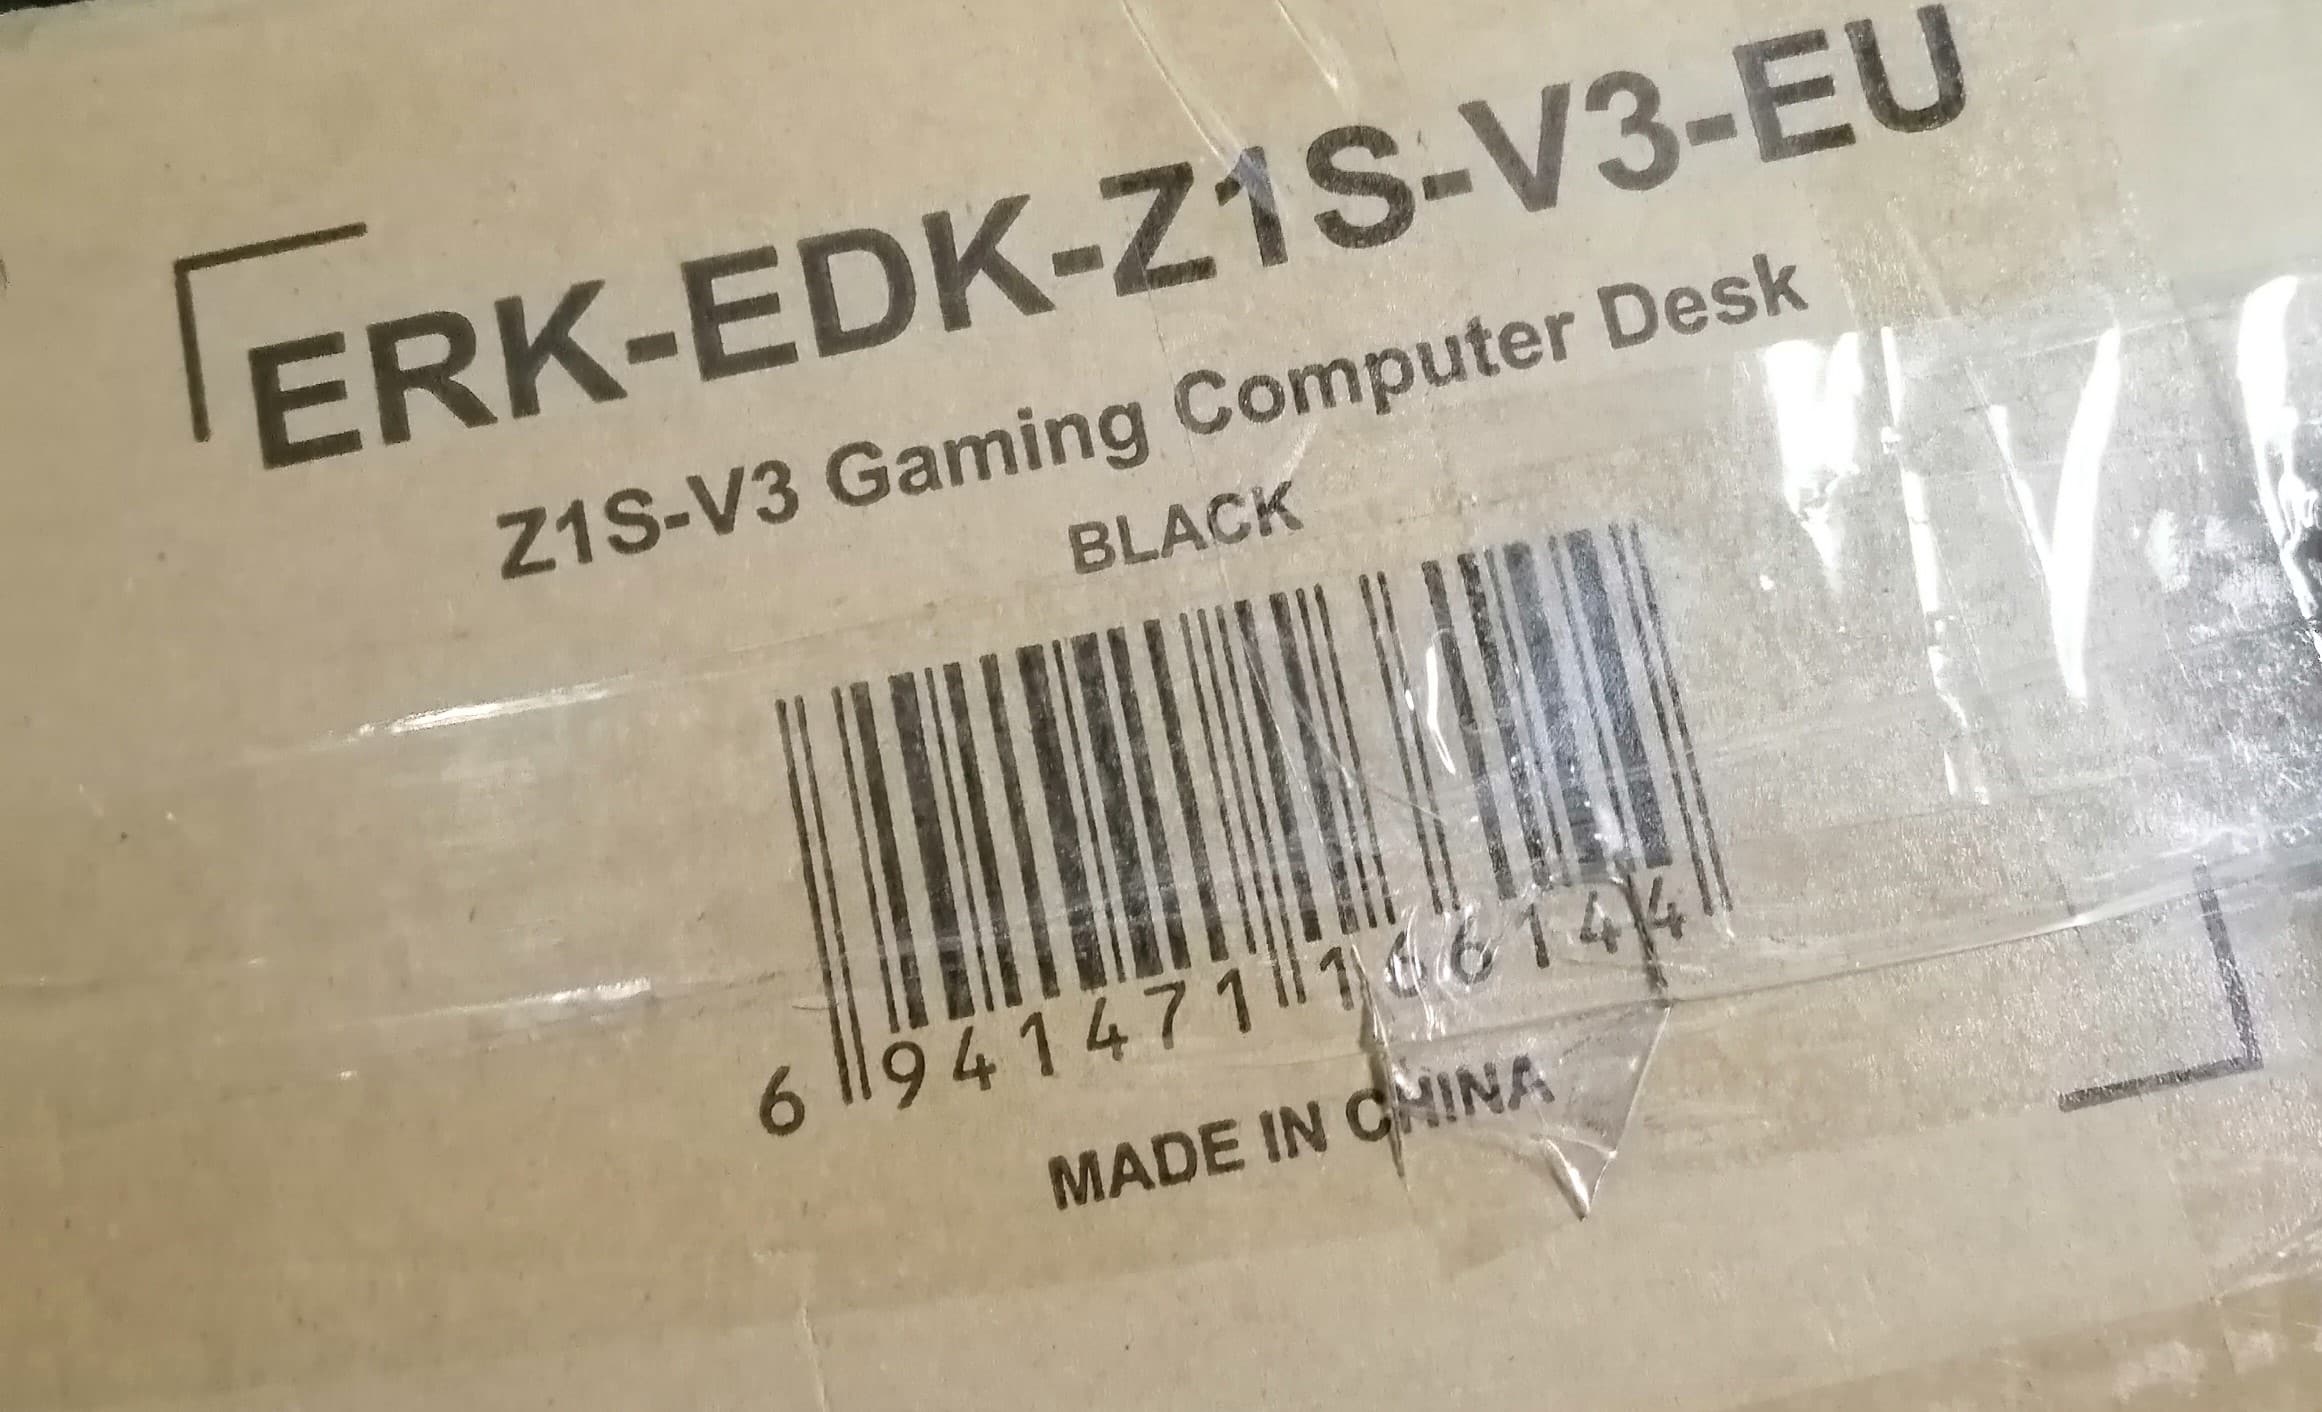 ERK-EDK-Z1S-V3-EU
Z1S-V3 Gaming Computer Desk
BLACK
6 941471 166144
MADE IN CHINA